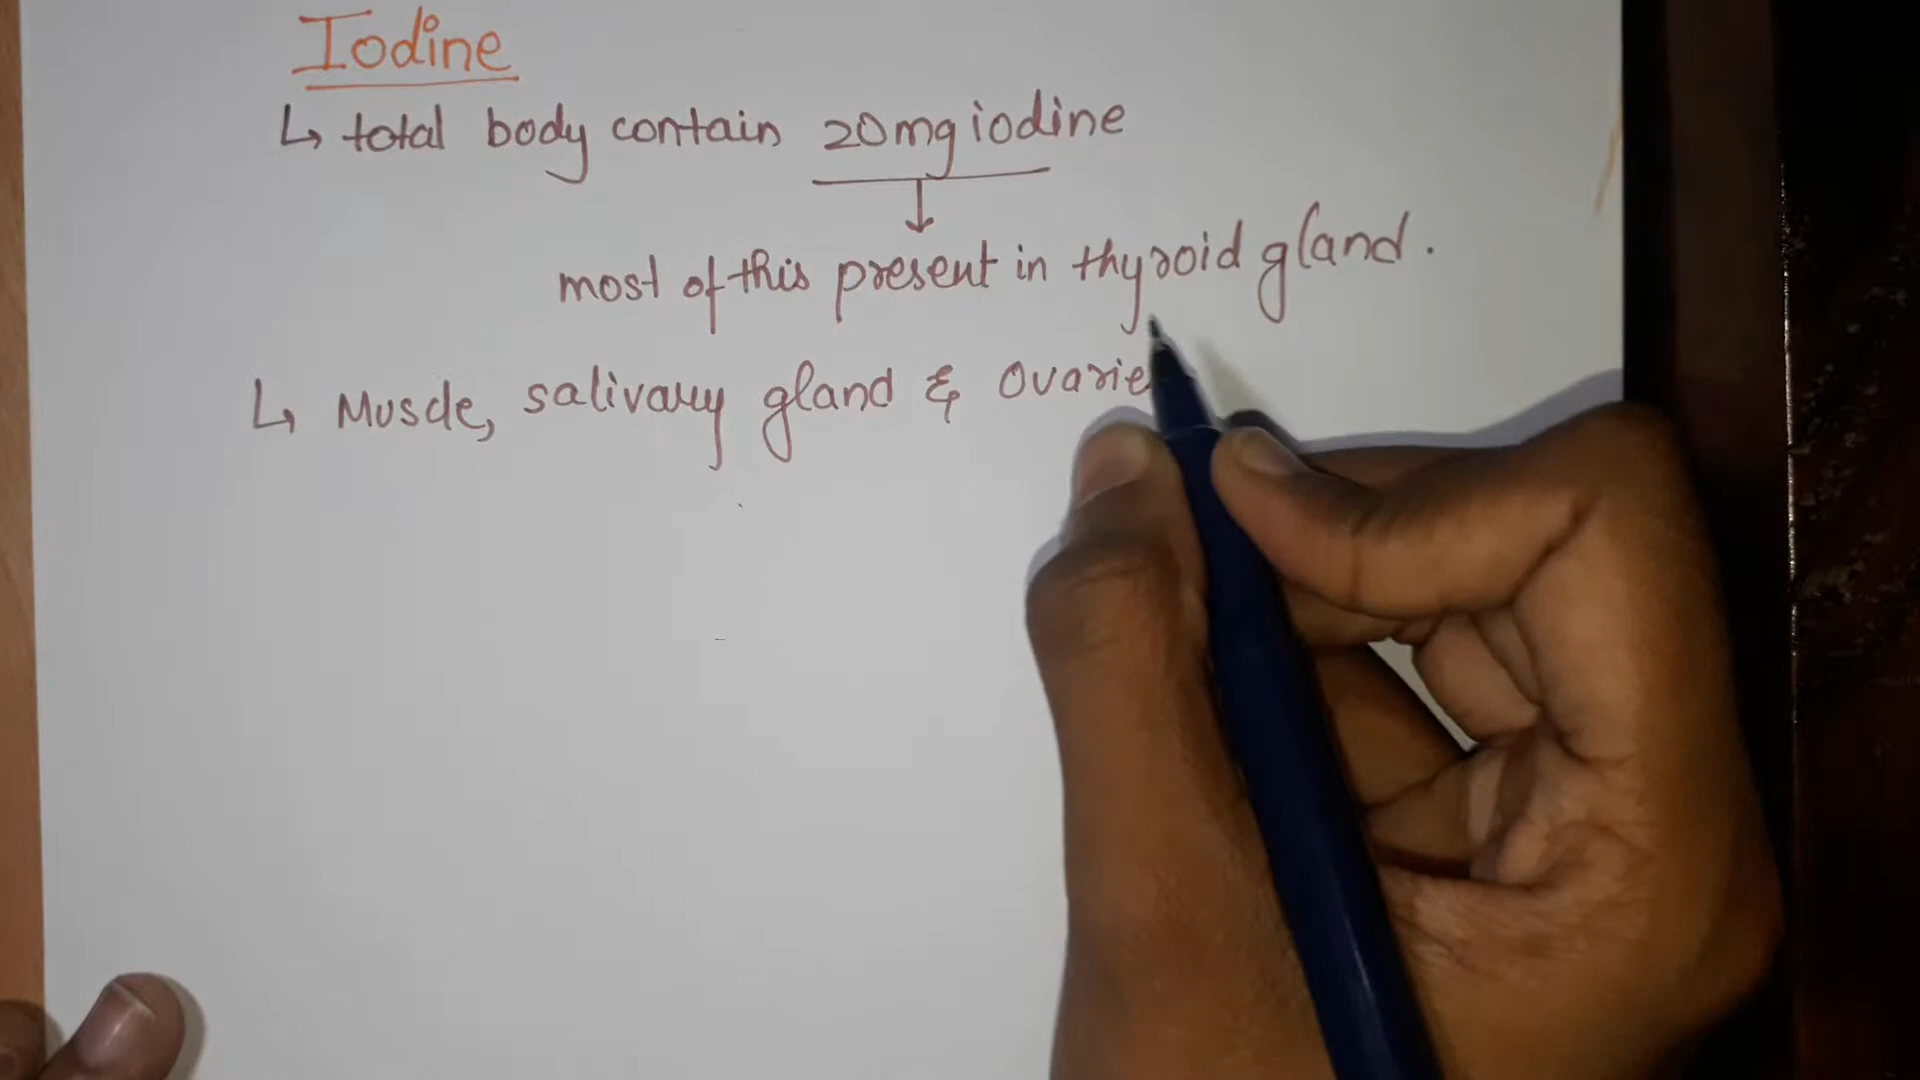 Iodine
↳ total body contain 20mg iodine
↓
most of this present in thyroid gland.
↳ Muscle, salivary gland & Ovarie